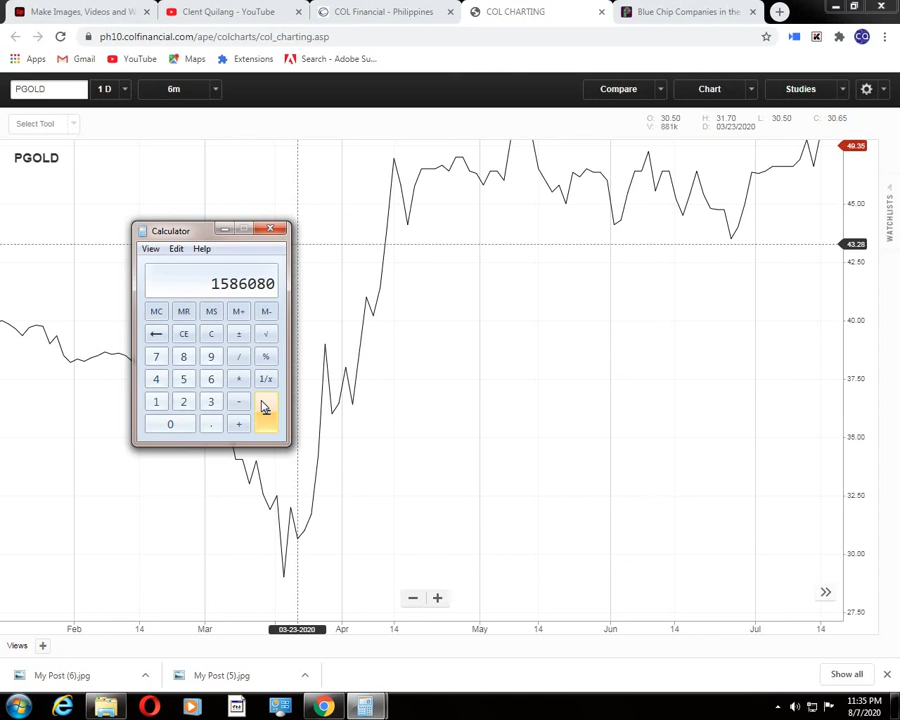 Make Images, Videos and W
Clent Quilang - YouTube
COL Financial - Philippines
COL CHARTING
Blue Chip Companies in the
ph10.colfinancial.com/ape/colcharts/col_charting.asp
CQ
Apps
Gmail
YouTube
Maps
Extensions
Search - Adobe Su...
PGOLD
1 D
6m
Compare
Chart
Studies
Select Tool
O: 30.50 H: 31.70 L: 30.50 C: 30.65
V: 881k D: 03/23/2020
PGOLD
49.35
45.00
43.28
42.50
40.00
37.50
35.00
32.50
30.00
27.50
WATCHLISTS
Calculator
View Edit Help
1586080
MC MR MS M+ M-
← CE C ± √
7 8 9 / %
4 5 6 * 1/x
1 2 3 - =
0 . +
Feb 14 Mar 03-23-2020 Apr 14 May 14 Jun 14 Jul 14
Views
My Post (6).jpg
My Post (5).jpg
Show all
11:35 PM
8/7/2020